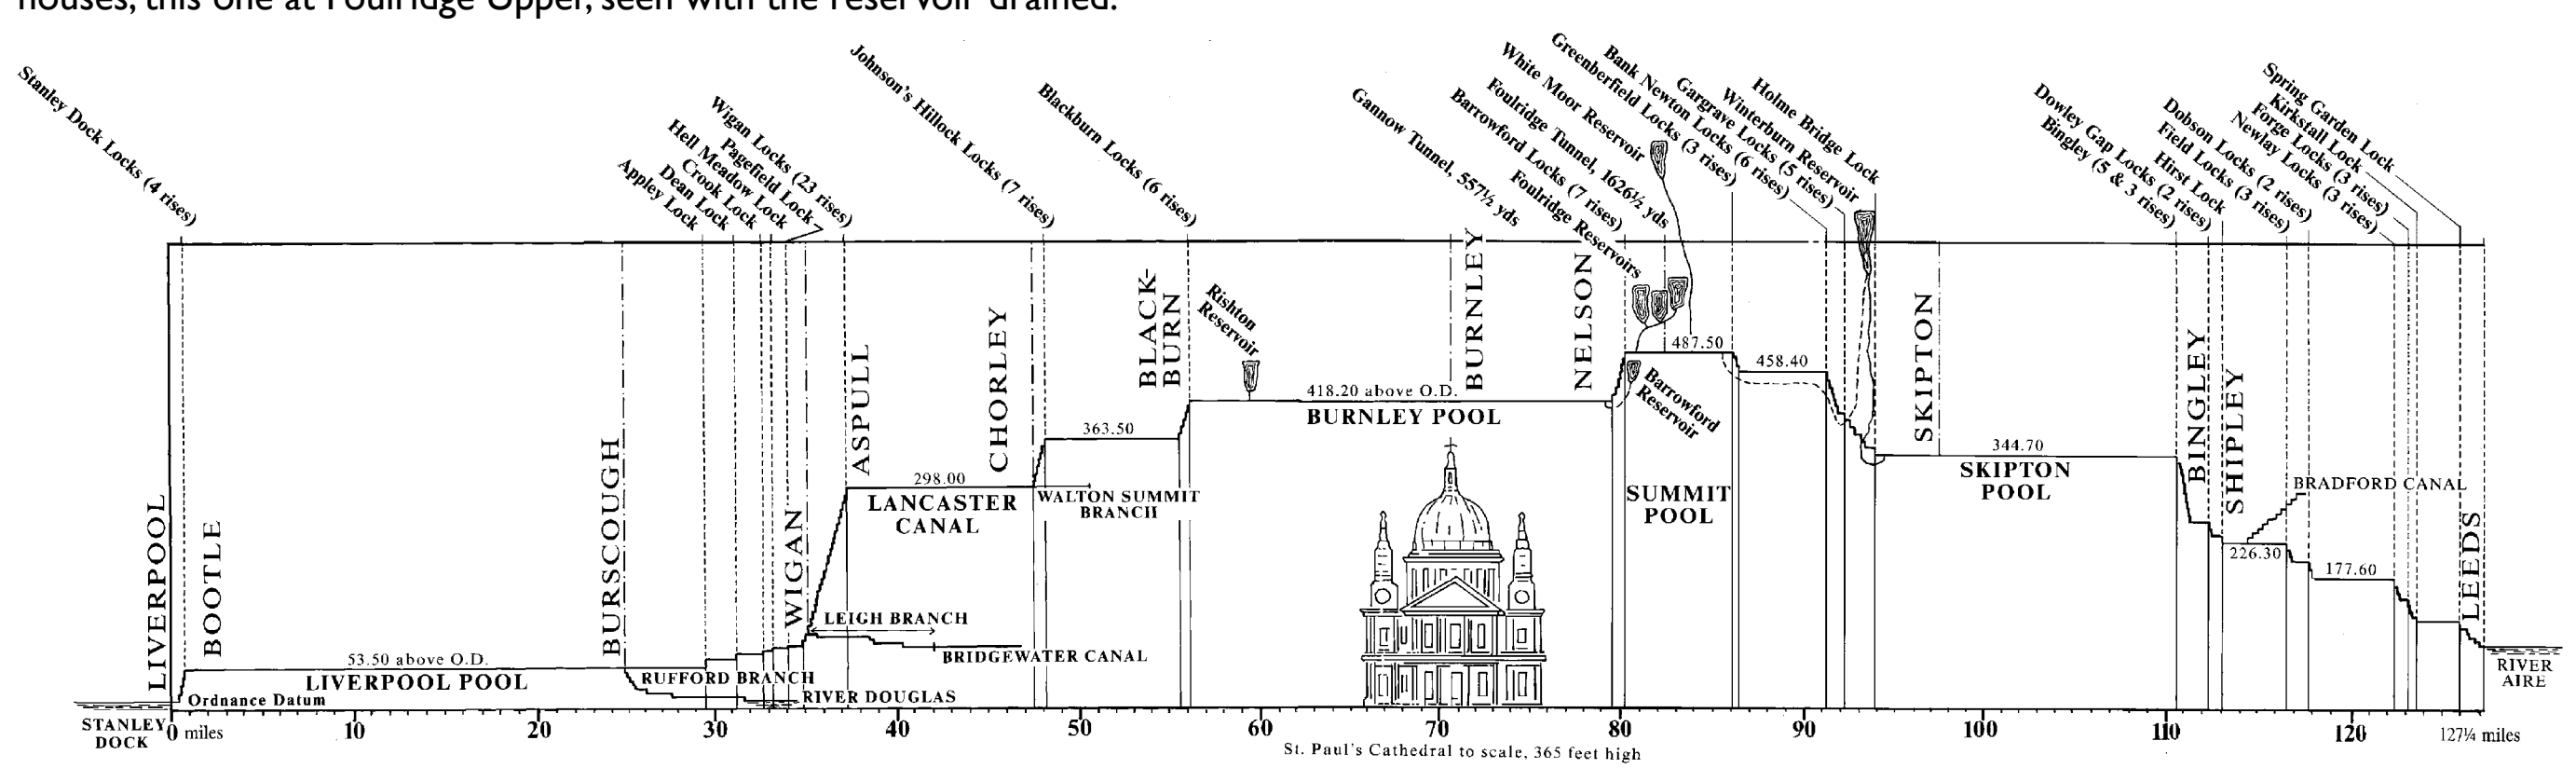 houses, this one at Foulridge Upper, seen with the reservoir drained.
Stanley Dock Locks (4 rises)
Appley Lock
Dean Lock
Crook Lock
Hell Meadow Lock
Pagefield Lock
Wigan Locks (23 rises)
Johnson's Hillock Locks (7 rises)
Blackburn Locks (6 rises)
Gannow Tunnel, 557½ yds
Barrowford Locks (7 rises)
Foulridge Reservoirs
Foulridge Tunnel, 1626½ yds
White Moor Reservoir
Greenberfield Locks (3 rises)
Bank Newton Locks (6 rises)
Gargrave Locks (5 rises)
Winterburn Reservoir
Holme Bridge Lock
Bingley (5 & 3 rises)
Dowley Gap Locks (2 rises)
Hirst Lock
Field Locks (3 rises)
Dobson Locks (2 rises)
Newlay Locks (3 rises)
Forge Locks (3 rises)
Kirkstall Lock
Spring Garden Lock
LIVERPOOL
BOOTLE
BURSCOUGH
WIGAN
ASPULL
CHORLEY
BLACK-
BURN
Rishton
Reservoir
BURNLEY
NELSON
SKIPTON
BINGLEY
SHIPLEY
LEEDS
53.50 above O.D.
LIVERPOOL POOL
Ordnance Datum
RUFFORD BRANCH
RIVER DOUGLAS
LEIGH BRANCH
BRIDGEWATER CANAL
298.00
LANCASTER
CANAL
WALTON SUMMIT
BRANCH
363.50
418.20 above O.D.
BURNLEY POOL
Barrowford
Reservoir
487.50
SUMMIT
POOL
458.40
344.70
SKIPTON
POOL
BRADFORD CANAL
226.30
177.60
RIVER
AIRE
STANLEY
DOCK
0 miles
10
20
30
40
50
60
70
80
90
100
110
120
127¼ miles
St. Paul's Cathedral to scale, 365 feet high